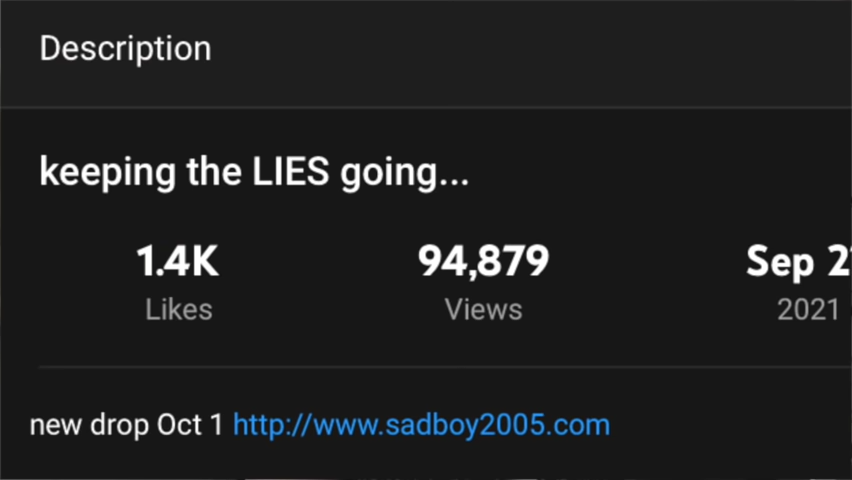 Description
keeping the LIES going...
1.4K 94,879 Sep
Likes Views 2021
new drop Oct 1 http://www.sadboy2005.com